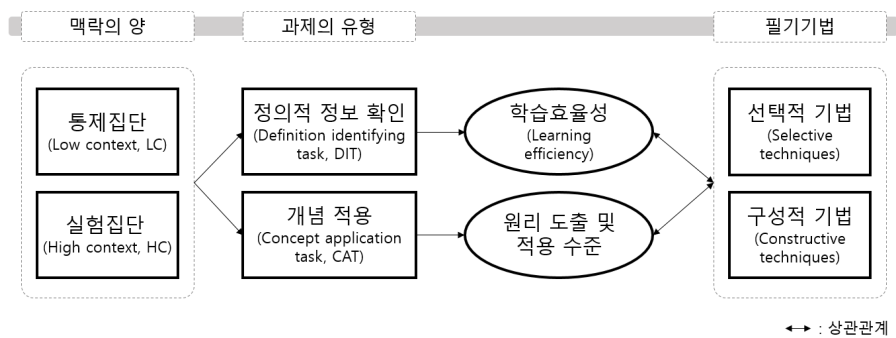 맥락의 양
과제의 유형
필기기법
통제집단
(Low context, LC)
실험집단
(High context, HC)
정의적 정보 확인
(Definition identifying
task, DIT)
개념 적용
(Concept application
task, CAT)
학습효율성
(Learning
efficiency)
원리 도출 및
적용 수준
선택적 기법
(Selective
techniques)
구성적 기법
(Constructive
techniques)
: 상관관계